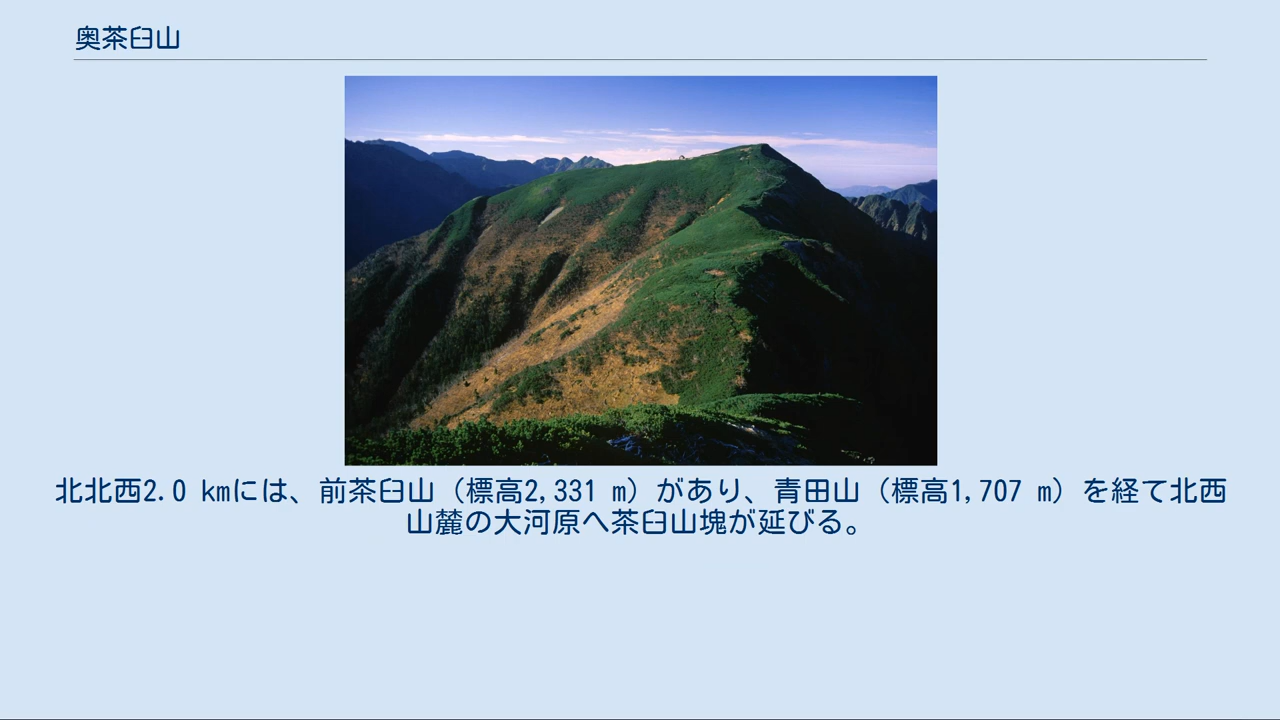 奥茶臼山
北北西2.0 kmには、前茶臼山（標高2,331 m）があり、青田山（標高1,707 m）を経て北西
山麓の大河原へ茶臼山塊が延びる。